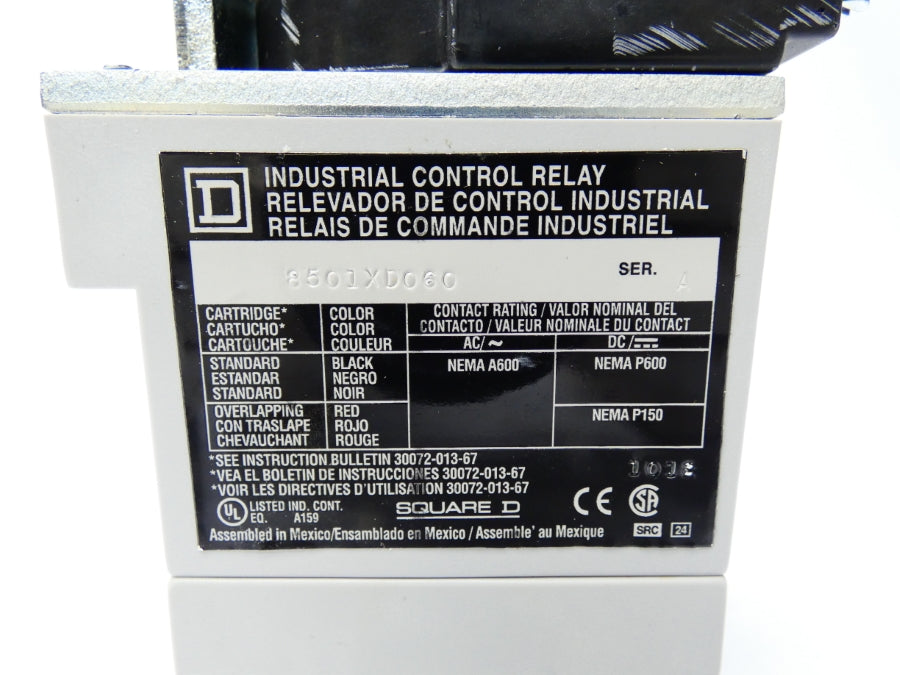 D INDUSTRIAL CONTROL RELAY
RELEVADOR DE CONTROL INDUSTRIAL
RELAIS DE COMMANDE INDUSTRIEL
8501XDO60 SER. A
CARTRIDGE* COLOR CONTACT RATING / VALOR NOMINAL DEL
CARTUCHO* COLOR CONTACTO / VALEUR NOMINALE DU CONTACT
CARTOUCHE* COULEUR AC/~ DC/⎓
STANDARD BLACK NEMA A600 NEMA P600
ESTANDAR NEGRO
STANDARD NOIR
OVERLAPPING RED NEMA P150
CON TRASLAPE ROJO
CHEVAUCHANT ROUGE
*SEE INSTRUCTION BULLETIN 30072-013-67
*VEA EL BOLETIN DE INSTRUCCIONES 30072-013-67
*VOIR LES DIRECTIVES D'UTILISATION 30072-013-67
UL LISTED IND. CONT. SQUARE D CE SA
EQ. A159
Assembled in Mexico/Ensamblado en Mexico / Assemble' au Mexique SRC 24